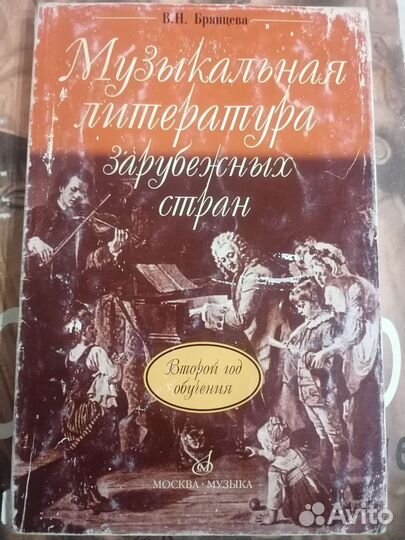 В.Н. Брянцева
Музыкальная
литература
зарубежных
стран
Второй год
обучения
МОСКВА • МУЗЫКА
Avito